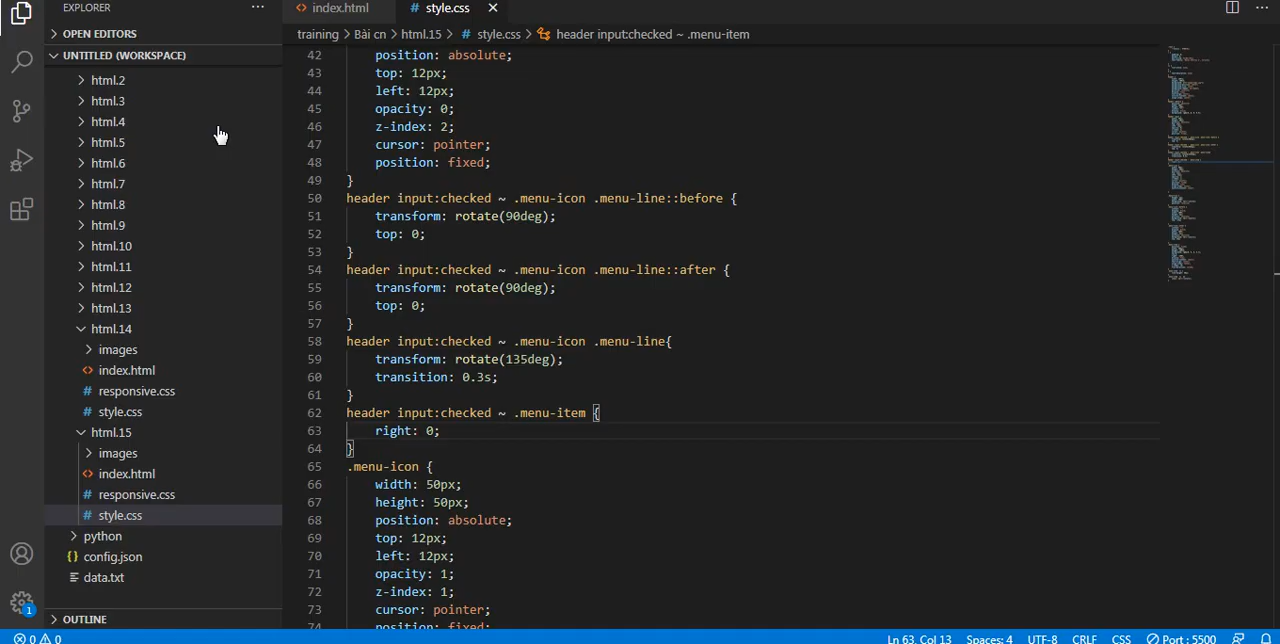 EXPLORER
OPEN EDITORS
UNTITLED (WORKSPACE)
html.2
html.3
html.4
html.5
html.6
html.7
html.8
html.9
html.10
html.11
html.12
html.13
html.14
images
index.html
responsive.css
style.css
html.15
images
index.html
responsive.css
style.css
python
config.json
data.txt
OUTLINE
1
index.html
# style.css
training > Bài cn > html.15 > # style.css > header input:checked ~ .menu-item
42 position: absolute;
43 top: 12px;
44 left: 12px;
45 opacity: 0;
46 z-index: 2;
47 cursor: pointer;
48 position: fixed;
49 }
50 header input:checked ~ .menu-icon .menu-line::before {
51 transform: rotate(90deg);
52 top: 0;
53 }
54 header input:checked ~ .menu-icon .menu-line::after {
55 transform: rotate(90deg);
56 top: 0;
57 }
58 header input:checked ~ .menu-icon .menu-line{
59 transform: rotate(135deg);
60 transition: 0.3s;
61 }
62 header input:checked ~ .menu-item {
63 right: 0;
64 }
65 .menu-icon {
66 width: 50px;
67 height: 50px;
68 position: absolute;
69 top: 12px;
70 left: 12px;
71 opacity: 1;
72 z-index: 1;
73 cursor: pointer;
74 position: fixed;
0 0 Ln 63, Col 13 Spaces: 4 UTF-8 CRLF CSS Port : 5500